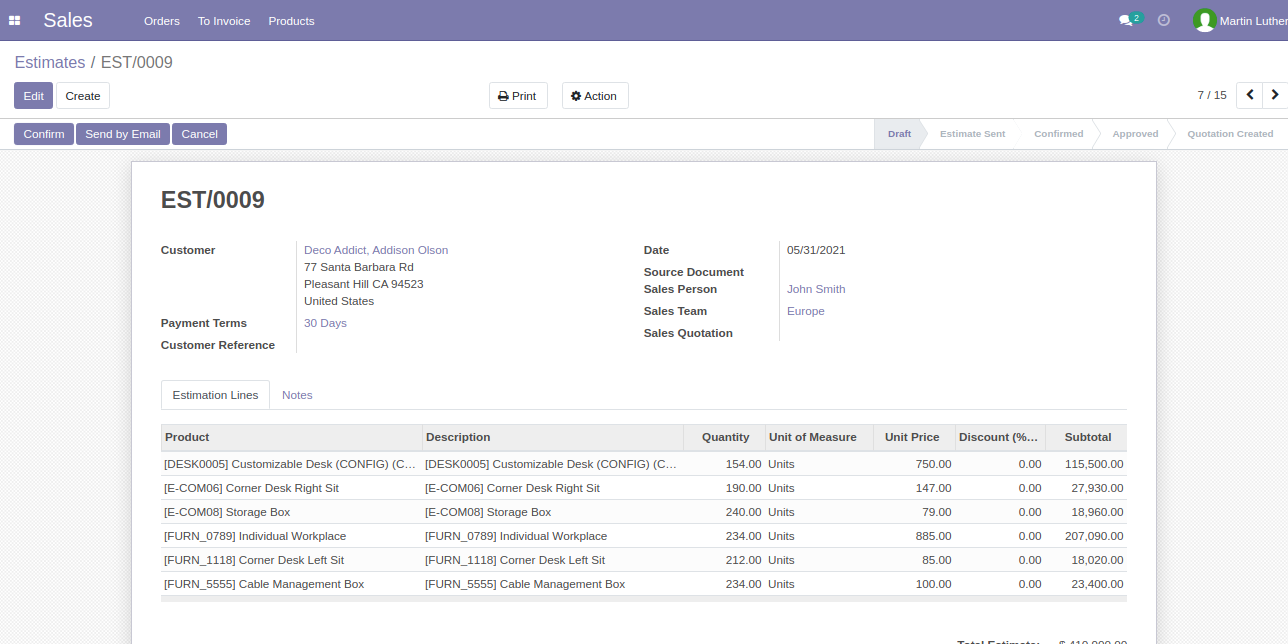 Sales Orders To Invoice Products 2 Martin Luther
Estimates / EST/0009
Edit Create Print Action 7 / 15
Confirm Send by Email Cancel Draft Estimate Sent Confirmed Approved Quotation Created
EST/0009
Customer Deco Addict, Addison Olson
77 Santa Barbara Rd
Pleasant Hill CA 94523
United States
Payment Terms 30 Days
Customer Reference
Date 05/31/2021
Source Document
Sales Person John Smith
Sales Team Europe
Sales Quotation
Estimation Lines Notes
Product Description Quantity Unit of Measure Unit Price Discount (%... Subtotal
[DESK0005] Customizable Desk (CONFIG) (C... [DESK0005] Customizable Desk (CONFIG) (C... 154.00 Units 750.00 0.00 115,500.00
[E-COM06] Corner Desk Right Sit [E-COM06] Corner Desk Right Sit 190.00 Units 147.00 0.00 27,930.00
[E-COM08] Storage Box [E-COM08] Storage Box 240.00 Units 79.00 0.00 18,960.00
[FURN_0789] Individual Workplace [FURN_0789] Individual Workplace 234.00 Units 885.00 0.00 207,090.00
[FURN_1118] Corner Desk Left Sit [FURN_1118] Corner Desk Left Sit 212.00 Units 85.00 0.00 18,020.00
[FURN_5555] Cable Management Box [FURN_5555] Cable Management Box 234.00 Units 100.00 0.00 23,400.00
Total Estimate: